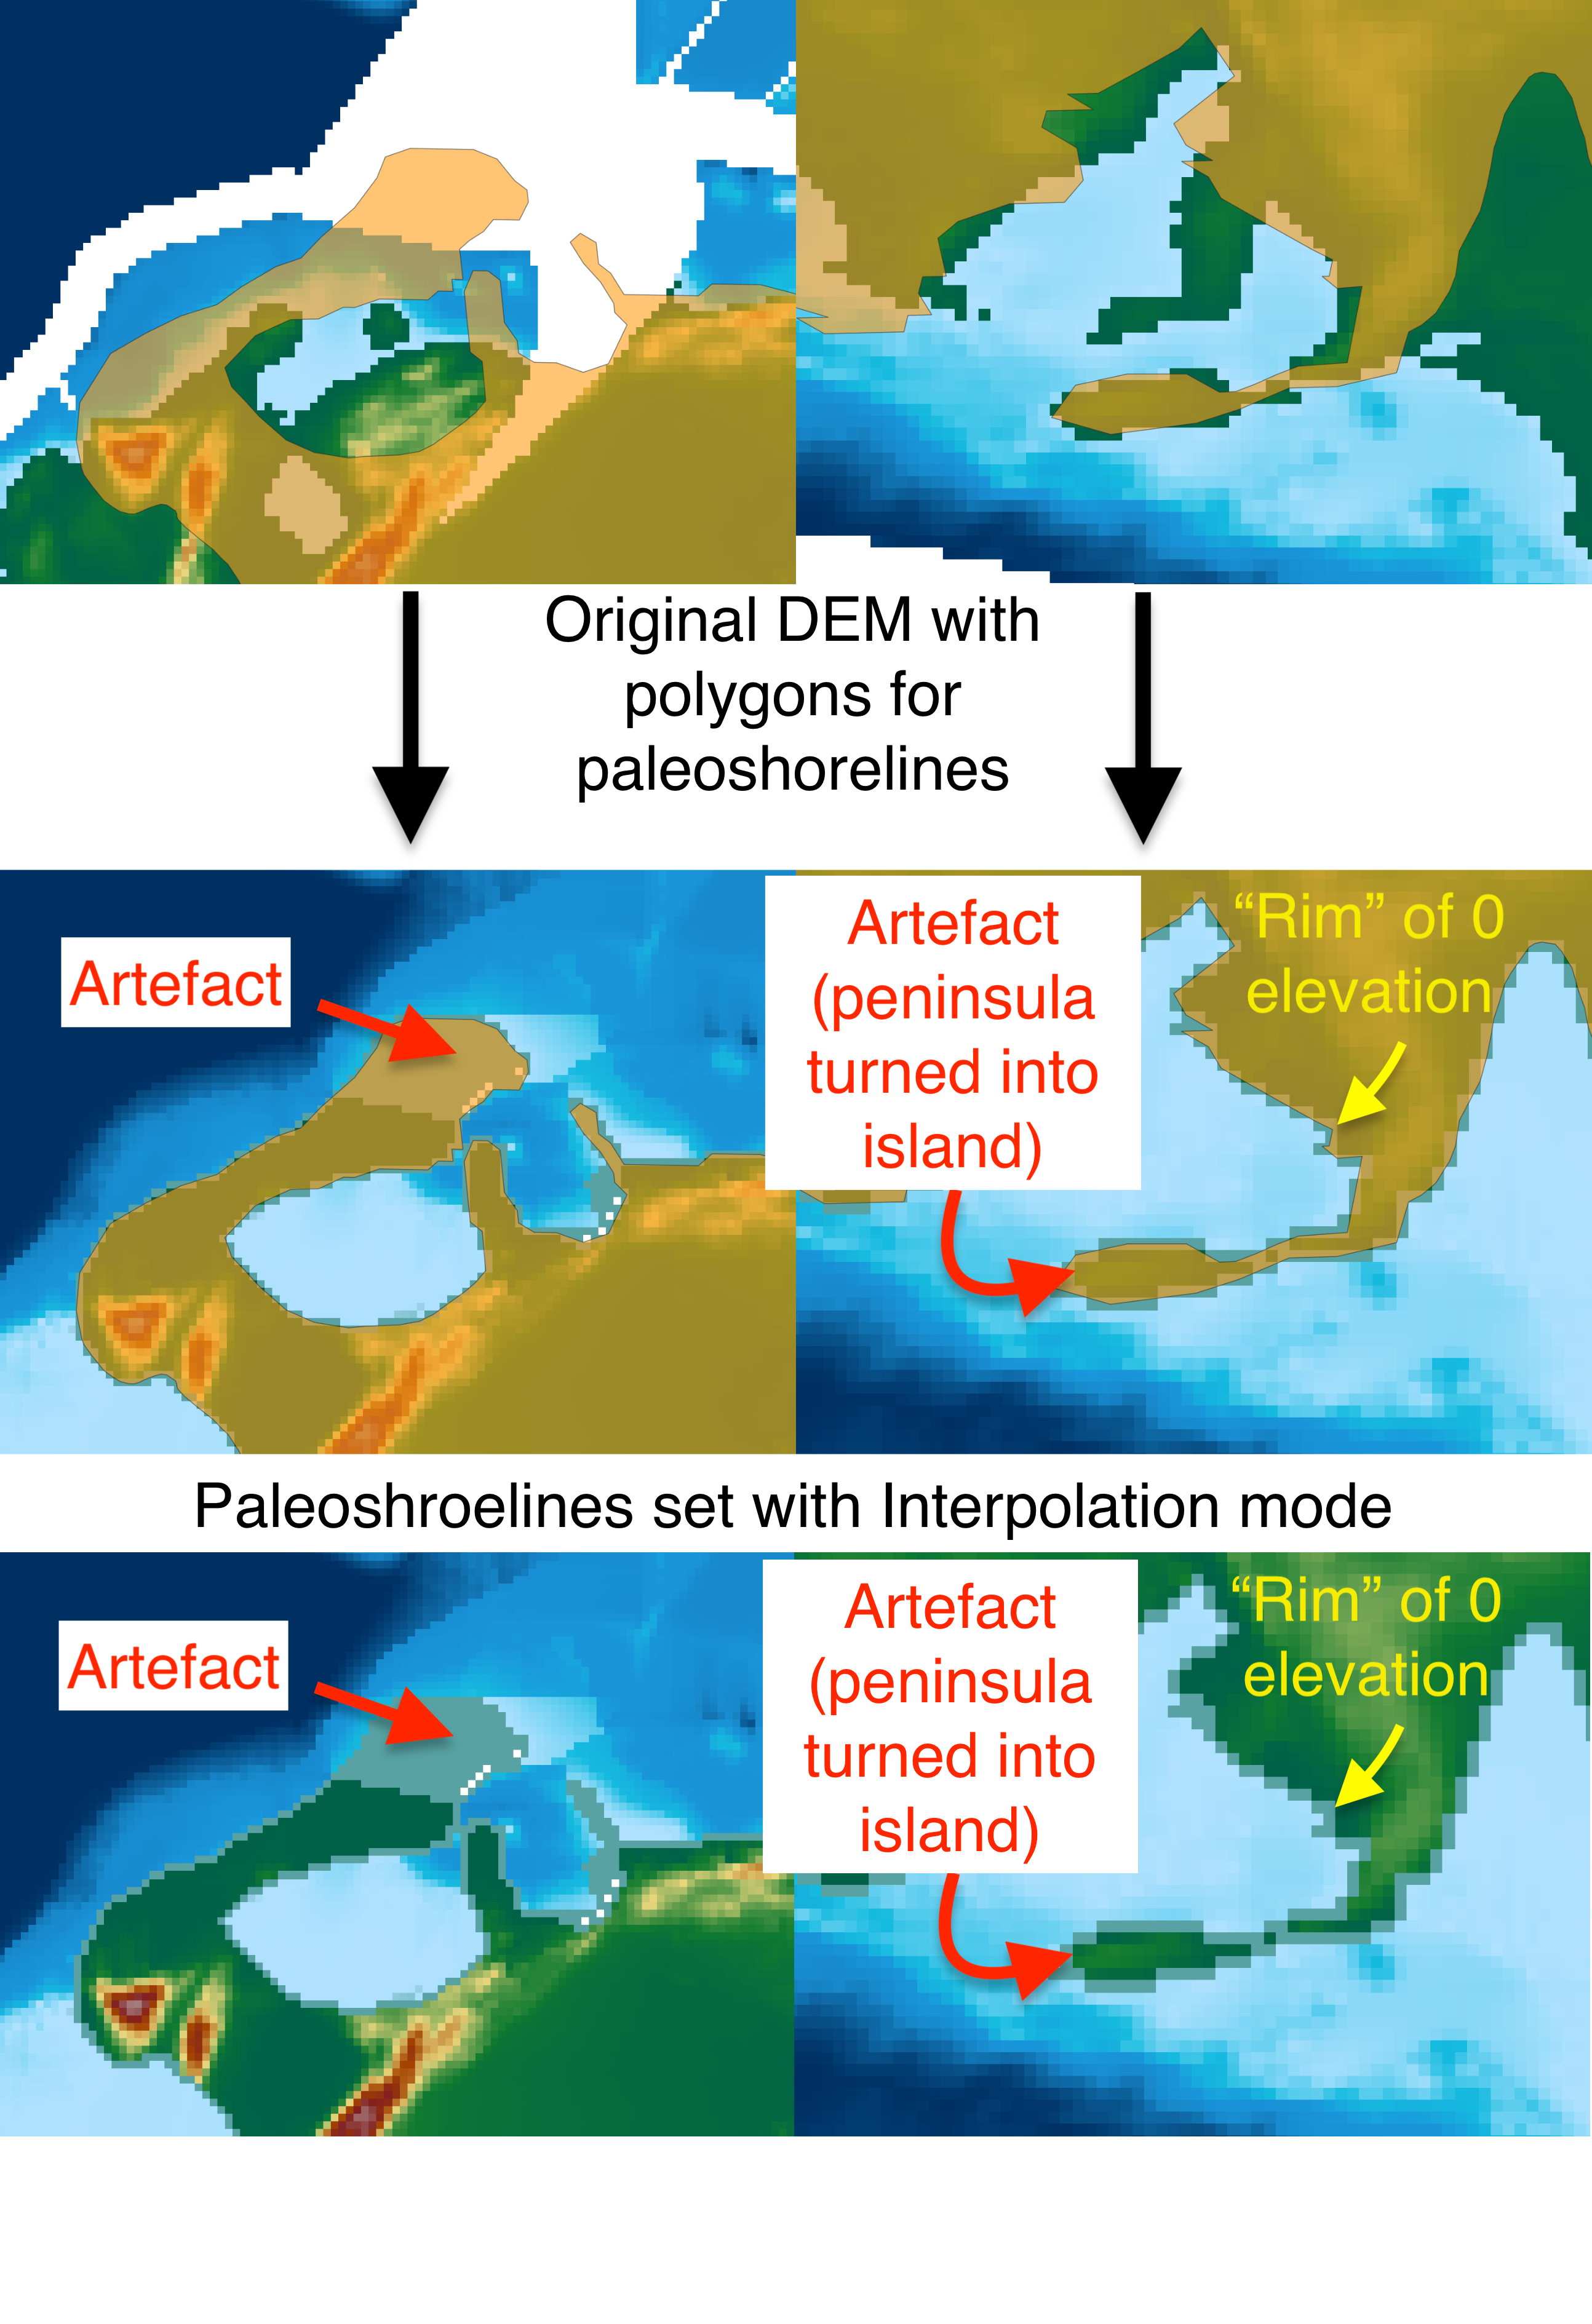 Original DEM with
polygons for
paleoshorelines
Artefact
Artefact
(peninsula
turned into
island)
“Rim” of 0
elevation
Paleoshroelines set with Interpolation mode
Artefact
Artefact
(peninsula
turned into
island)
“Rim” of 0
elevation